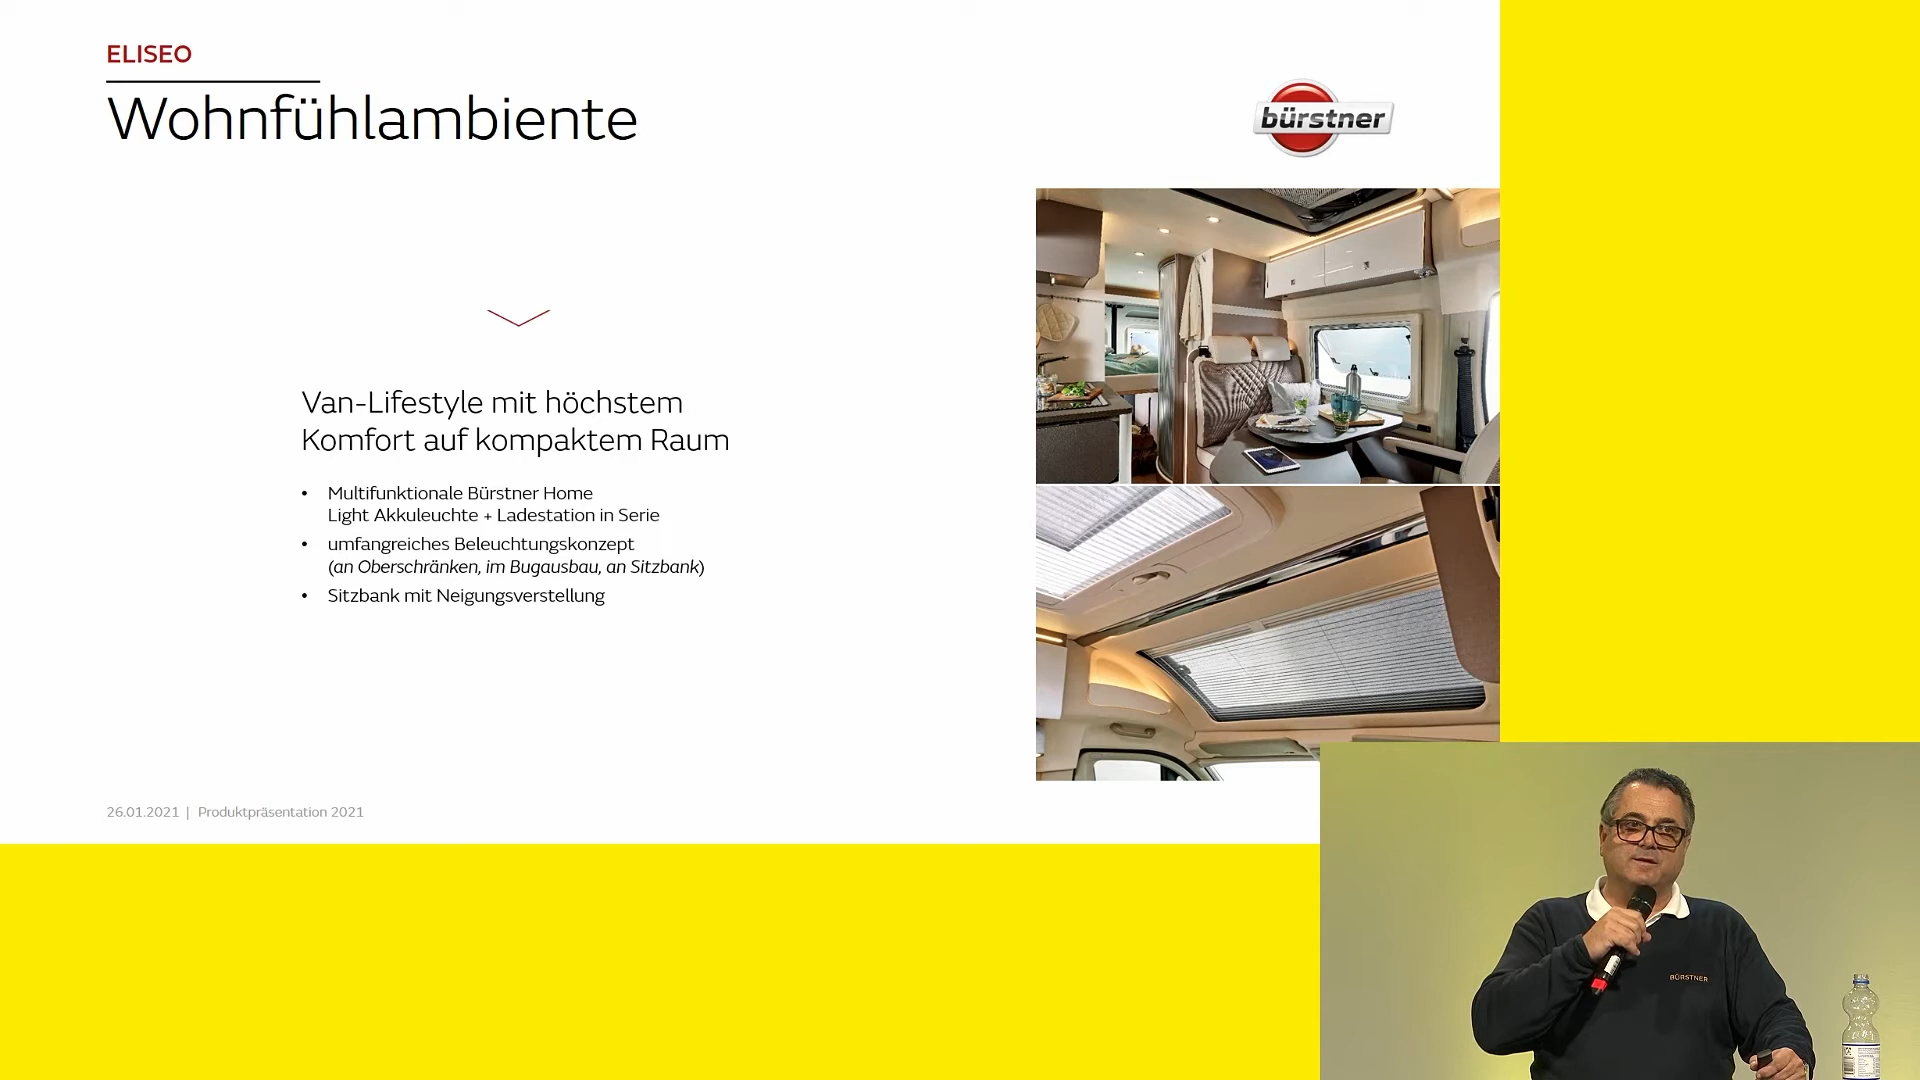 ELISEO
Wohnfühlambiente
bürstner
Van-Lifestyle mit höchstem
Komfort auf kompaktem Raum
• Multifunktionale Bürstner Home
Light Akkuleuchte + Ladestation in Serie
• umfangreiches Beleuchtungskonzept
(an Oberschränken, im Bugausbau, an Sitzbank)
• Sitzbank mit Neigungsverstellung
26.01.2021 | Produktpräsentation 2021
BÜRSTNER